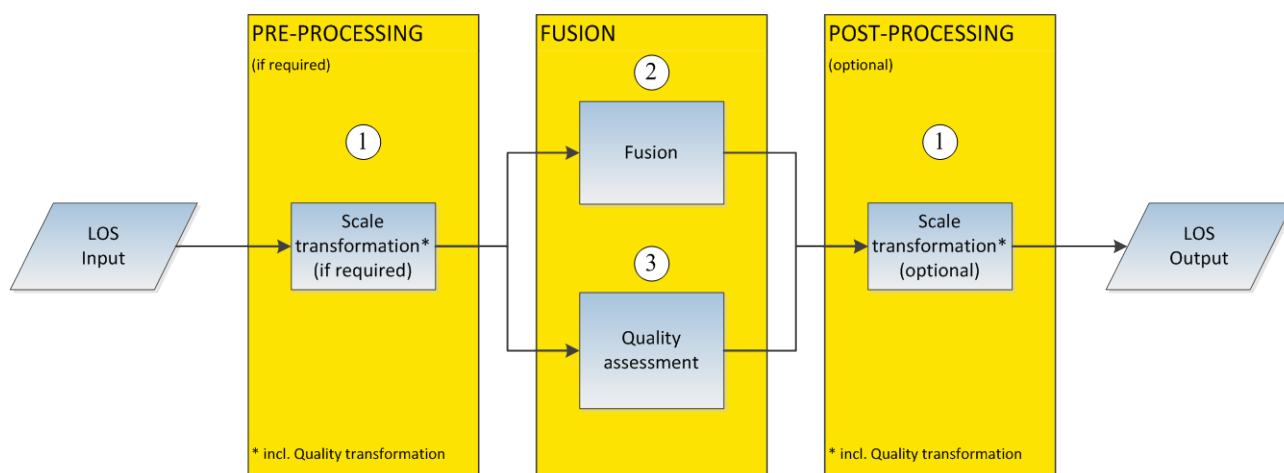 PRE-PROCESSING
(if required)
FUSION
POST-PROCESSING
(optional)
LOS
Input
1
Scale
transformation*
(if required)
* incl. Quality transformation
2
Fusion
3
Quality
assessment
1
Scale
transformation*
(optional)
* incl. Quality transformation
LOS
Output